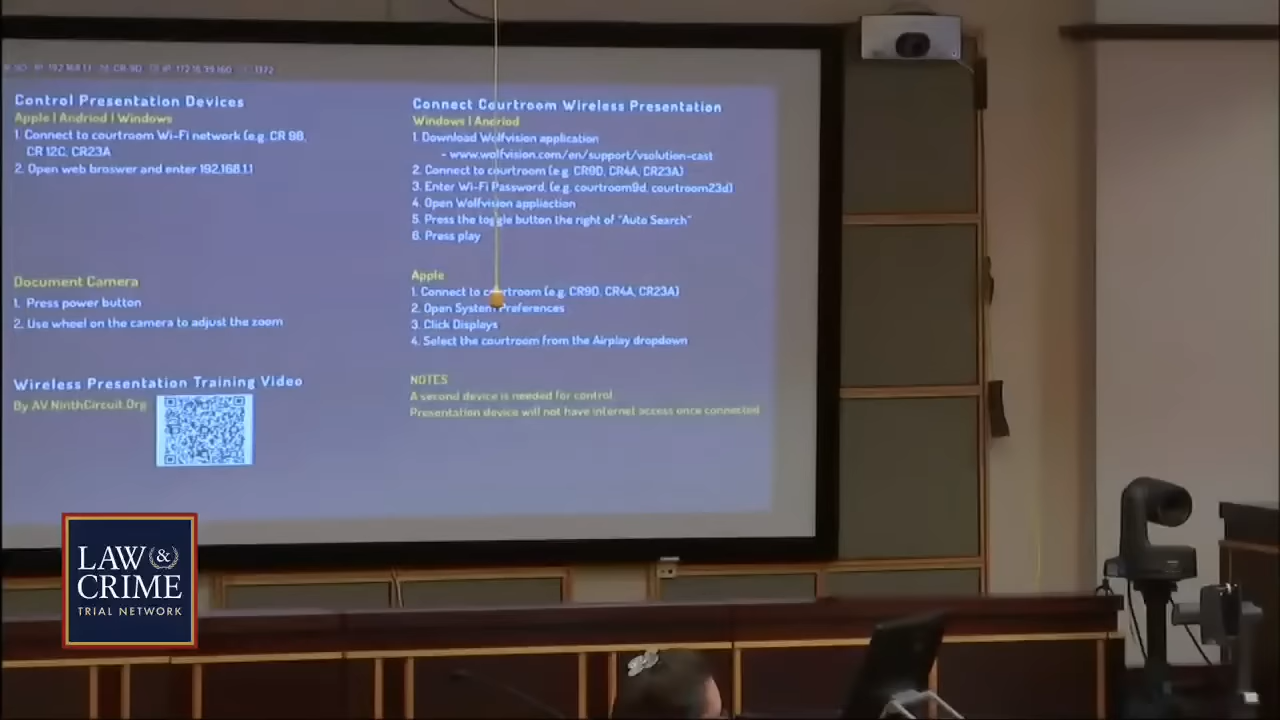 Control Presentation Devices
Apple | Andriod | Windows
1. Connect to courtroom Wi-Fi network (e.g. CR 9B,
CR 12C, CR23A
2. Open web broswer and enter 192.168.1.1
Document Camera
1. Press power button
2. Use wheel on the camera to adjust the zoom
Wireless Presentation Training Video
By AV.NinthCircuit.Org
Connect Courtroom Wireless Presentation
Windows | Andriod
1. Download Wolfvision application
- www.wolfvision.com/en/support/vsolution-cast
2. Connect to courtroom (e.g. CR9D, CR4A, CR23A)
3. Enter Wi-Fi Password, (e.g. courtroom9d, courtroom23d)
4. Open Wolfvision appliaction
5. Press the toggle button the right of "Auto Search"
6. Press play
Apple
1. Connect to courtroom (e.g. CR9D, CR4A, CR23A)
2. Open System Preferences
3. Click Displays
4. Select the courtroom from the Airplay dropdown
NOTES
A second device is needed for control
Presentation device will not have internet access once connected
LAW &
CRIME
TRIAL NETWORK